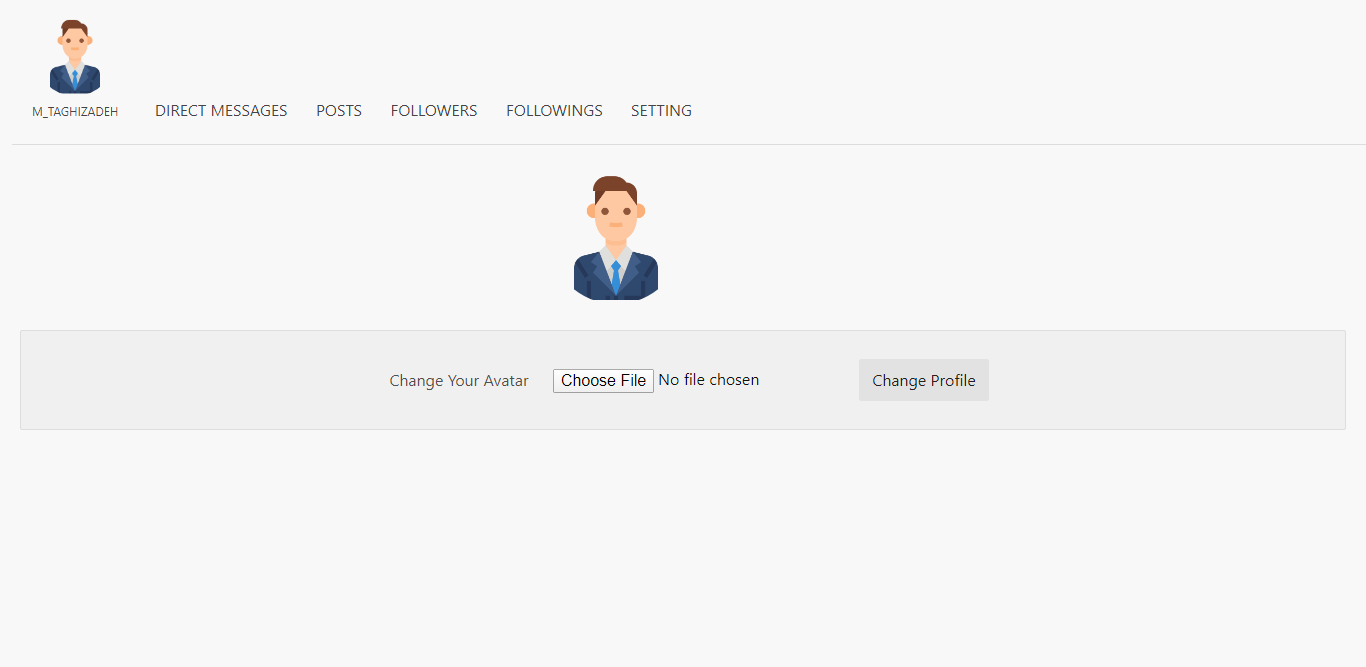 M_TAGHIZADEH DIRECT MESSAGES POSTS FOLLOWERS FOLLOWINGS SETTING
Change Your Avatar Choose File No file chosen Change Profile